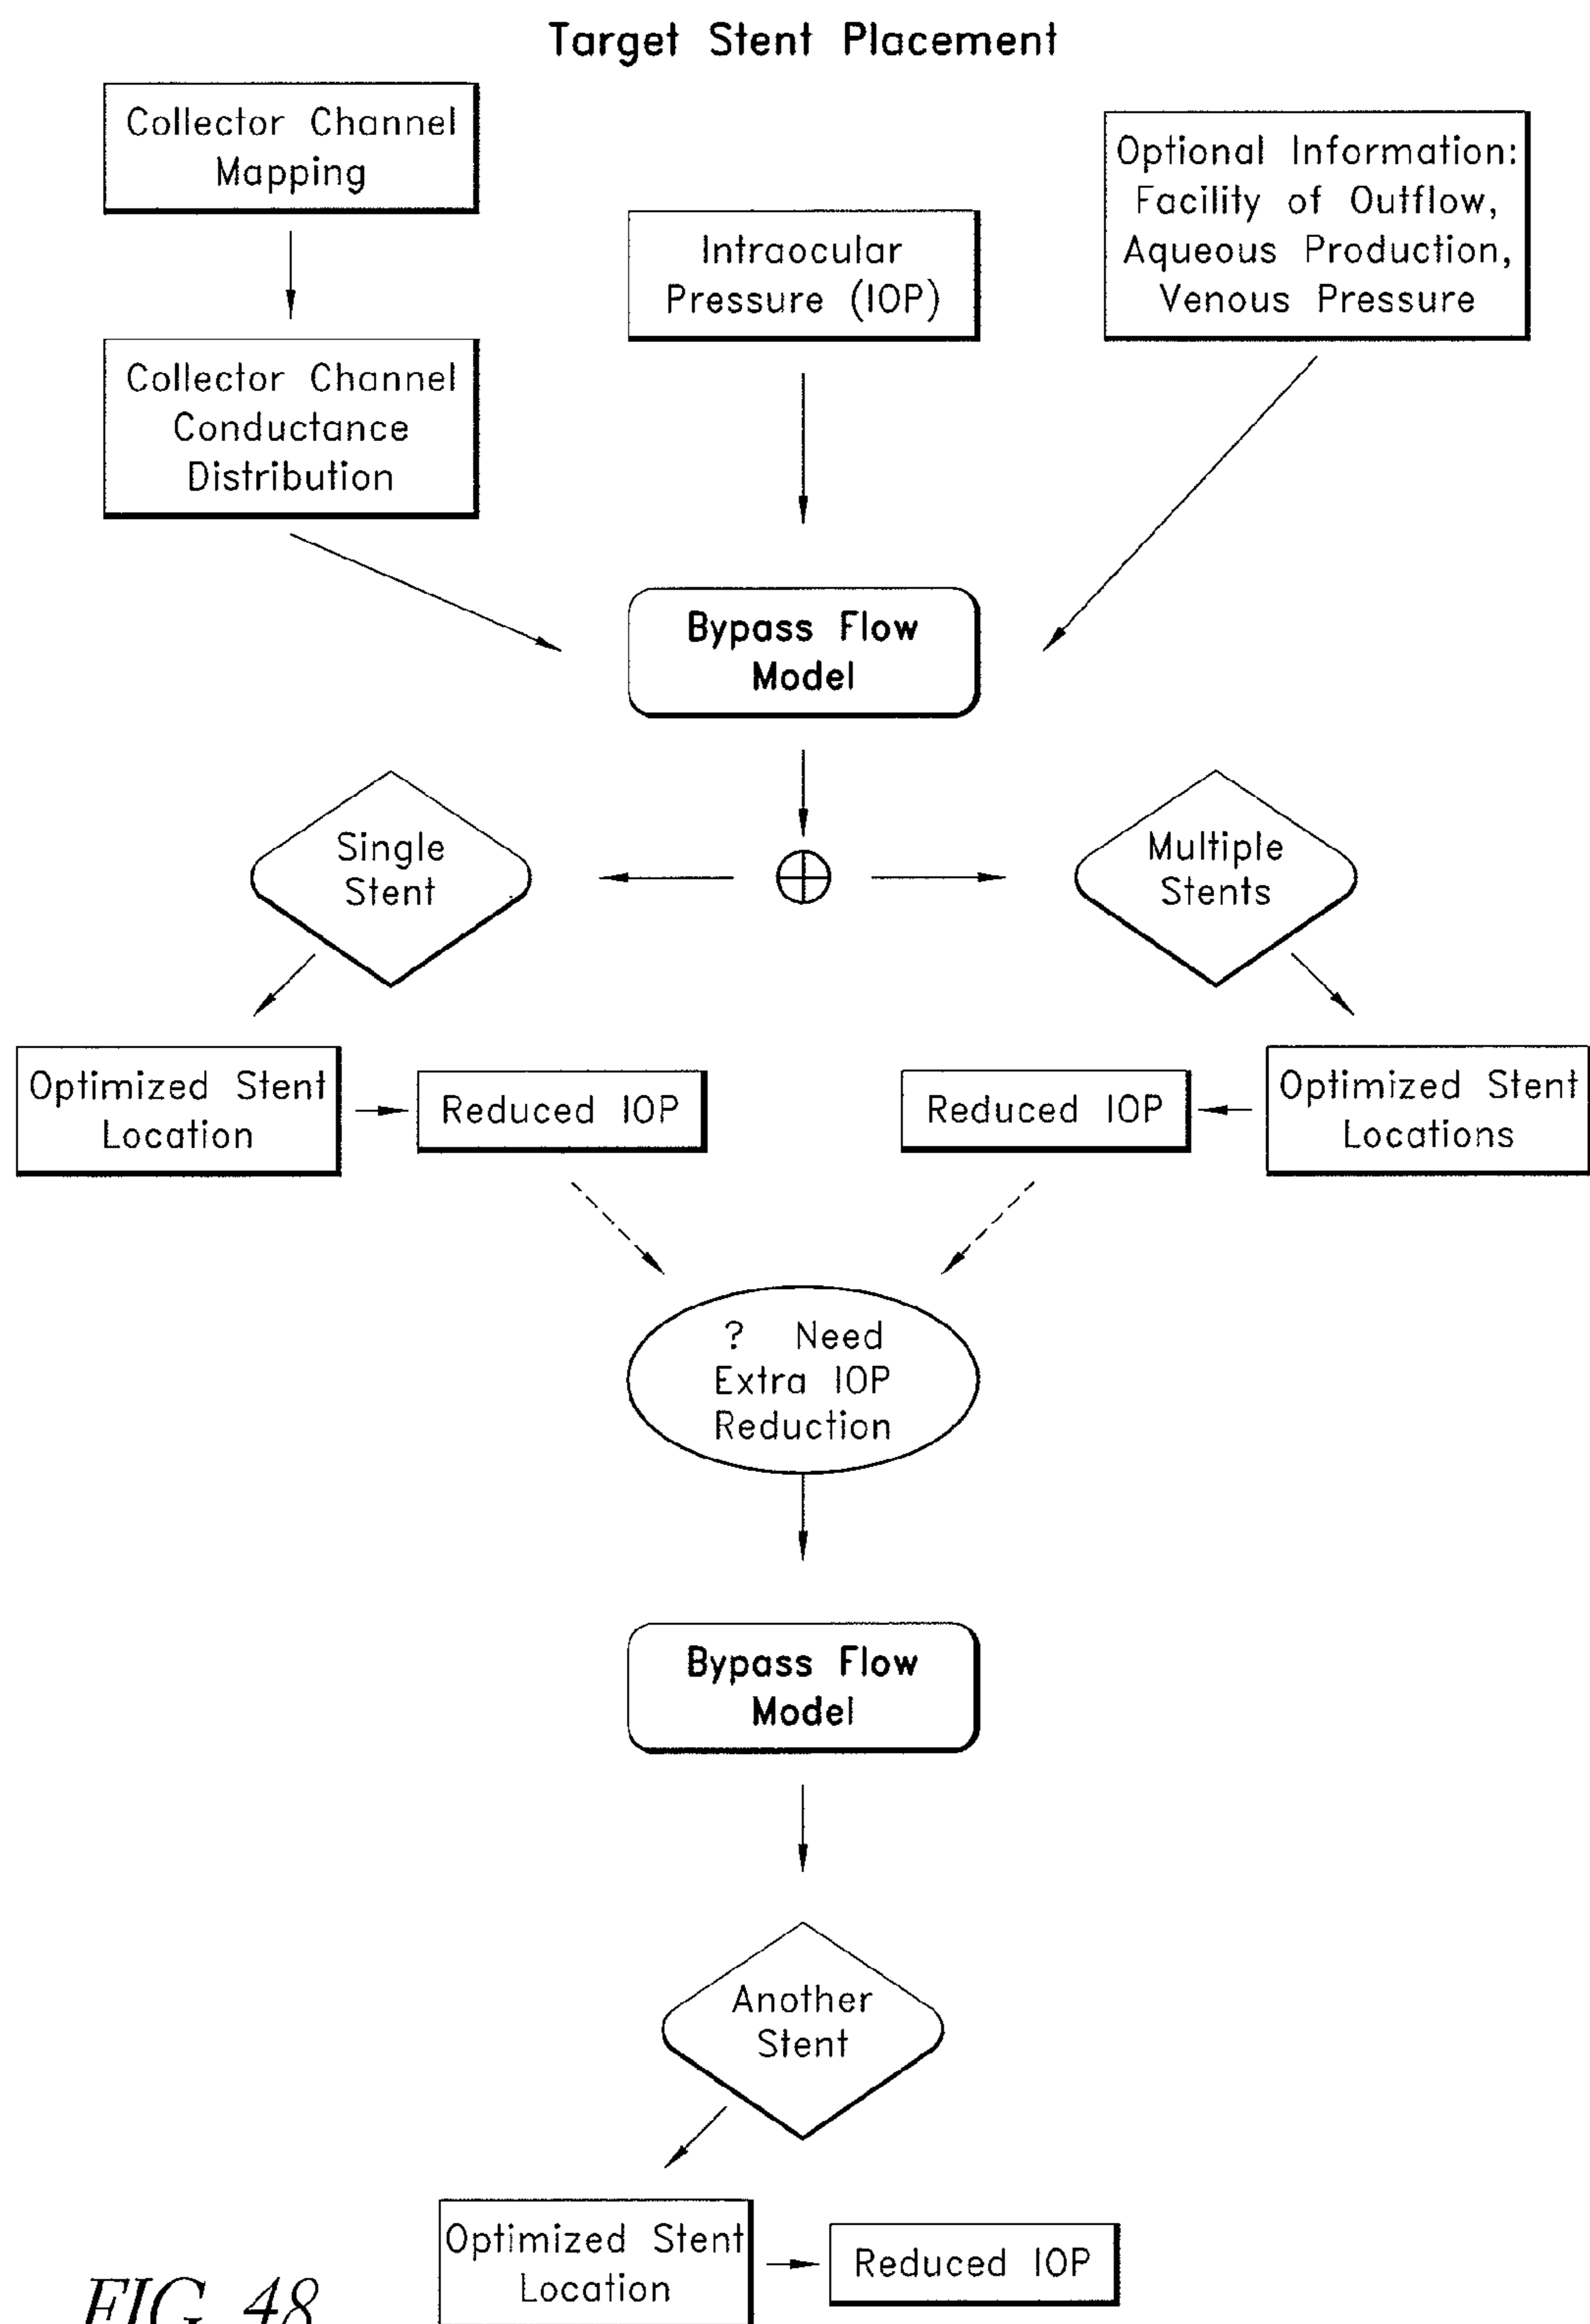 Target Stent Placement
Collector Channel
Mapping
Optional Information:
Facility of Outflow,
Aqueous Production,
Venous Pressure
Intraocular
Pressure (IOP)
Collector Channel
Conductance
Distribution
Bypass Flow
Model
Single
Stent
Multiple
Stents
Optimized Stent
Location
Reduced IOP
Reduced IOP
Optimized Stent
Locations
? Need
Extra IOP
Reduction
Bypass Flow
Model
Another
Stent
Optimized Stent
Location
Reduced IOP
FIG. 48